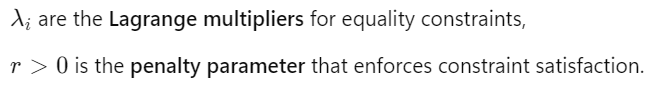 λᵢ are the Lagrange multipliers for equality constraints,
r > 0 is the penalty parameter that enforces constraint satisfaction.